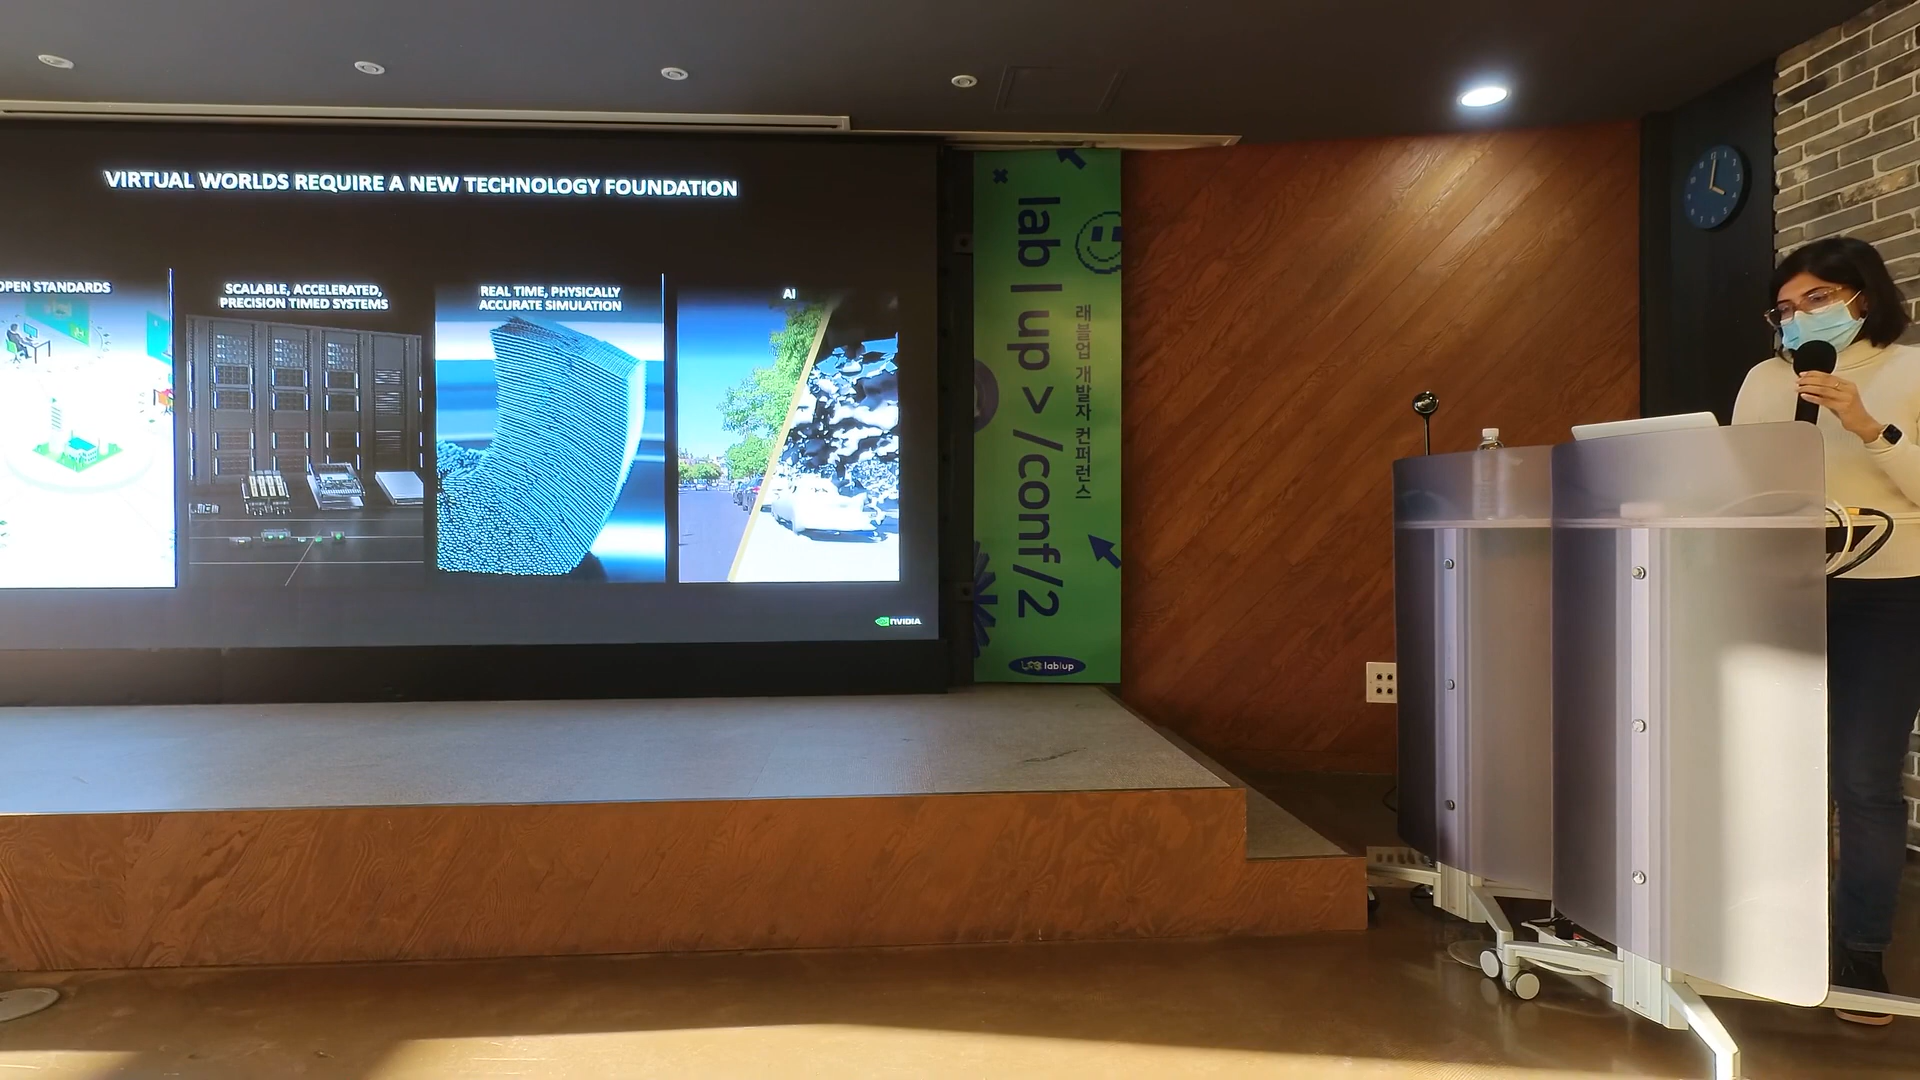 VIRTUAL WORLDS REQUIRE A NEW TECHNOLOGY FOUNDATION
OPEN STANDARDS
SCALABLE, ACCELERATED,
PRECISION TIMED SYSTEMS
REAL TIME, PHYSICALLY
ACCURATE SIMULATION
AI
NVIDIA
lab | up > /conf/2
래블업 개발자 컨퍼런스
lab|up